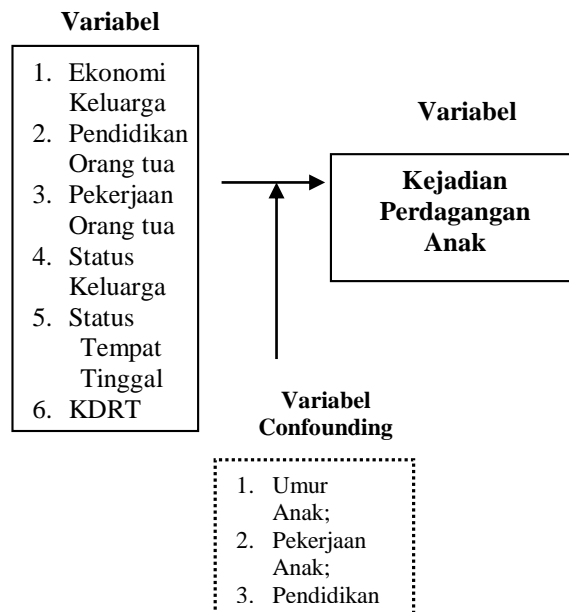 Variabel
1. Ekonomi
Keluarga
2. Pendidikan
Orang tua
3. Pekerjaan
Orang tua
4. Status
Keluarga
5. Status
Tempat
Tinggal
6. KDRT
Variabel
Kejadian
Perdagangan
Anak
Variabel
Confounding
1. Umur
Anak;
2. Pekerjaan
Anak;
3. Pendidikan